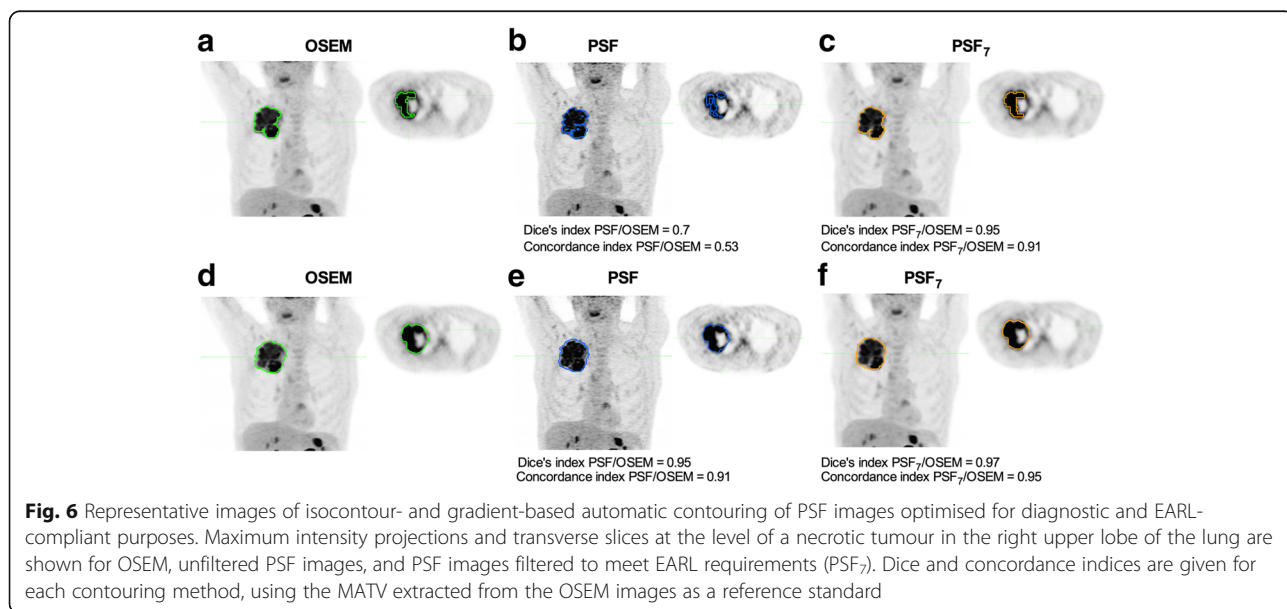 a OSEM b PSF c PSF₇
Dice's index PSF/OSEM = 0.7
Concordance index PSF/OSEM = 0.53
Dice's index PSF₇/OSEM = 0.95
Concordance index PSF₇/OSEM = 0.91
d OSEM e PSF f PSF₇
Dice's index PSF/OSEM = 0.95
Concordance index PSF/OSEM = 0.91
Dice's index PSF₇/OSEM = 0.97
Concordance index PSF₇/OSEM = 0.95
Fig. 6 Representative images of isocontour- and gradient-based automatic contouring of PSF images optimised for diagnostic and EARL-
compliant purposes. Maximum intensity projections and transverse slices at the level of a necrotic tumour in the right upper lobe of the lung are
shown for OSEM, unfiltered PSF images, and PSF images filtered to meet EARL requirements (PSF₇). Dice and concordance indices are given for
each contouring method, using the MATV extracted from the OSEM images as a reference standard